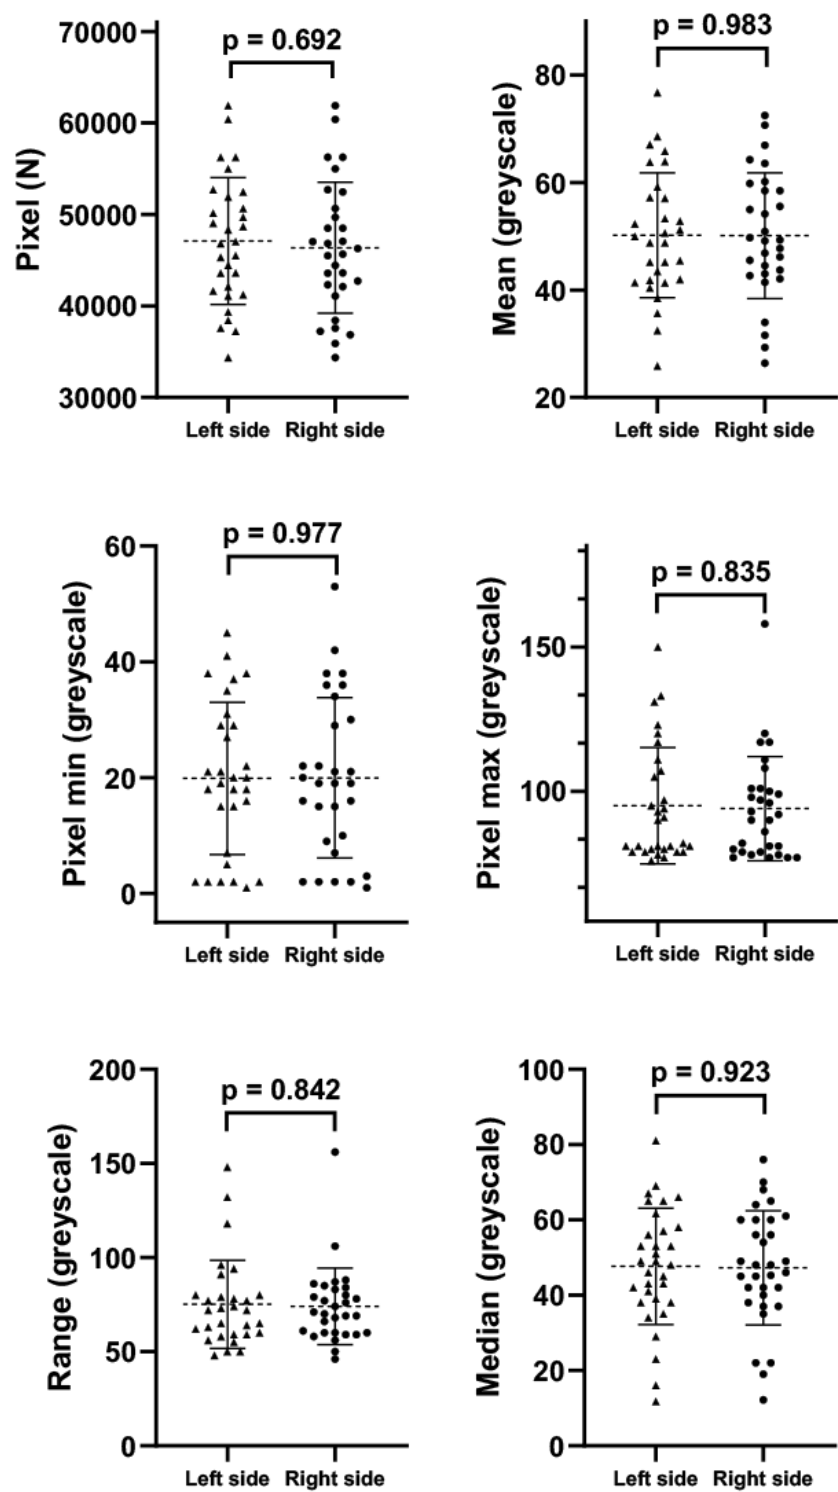 p = 0.692
Pixel (N)
70000
60000
50000
40000
30000
Left side Right side
p = 0.983
Mean (greyscale)
80
60
40
20
Left side Right side
p = 0.977
Pixel min (greyscale)
60
40
20
0
Left side Right side
p = 0.835
Pixel max (greyscale)
150
100
Left side Right side
p = 0.842
Range (greyscale)
200
150
100
50
0
Left side Right side
p = 0.923
Median (greyscale)
100
80
60
40
20
0
Left side Right side